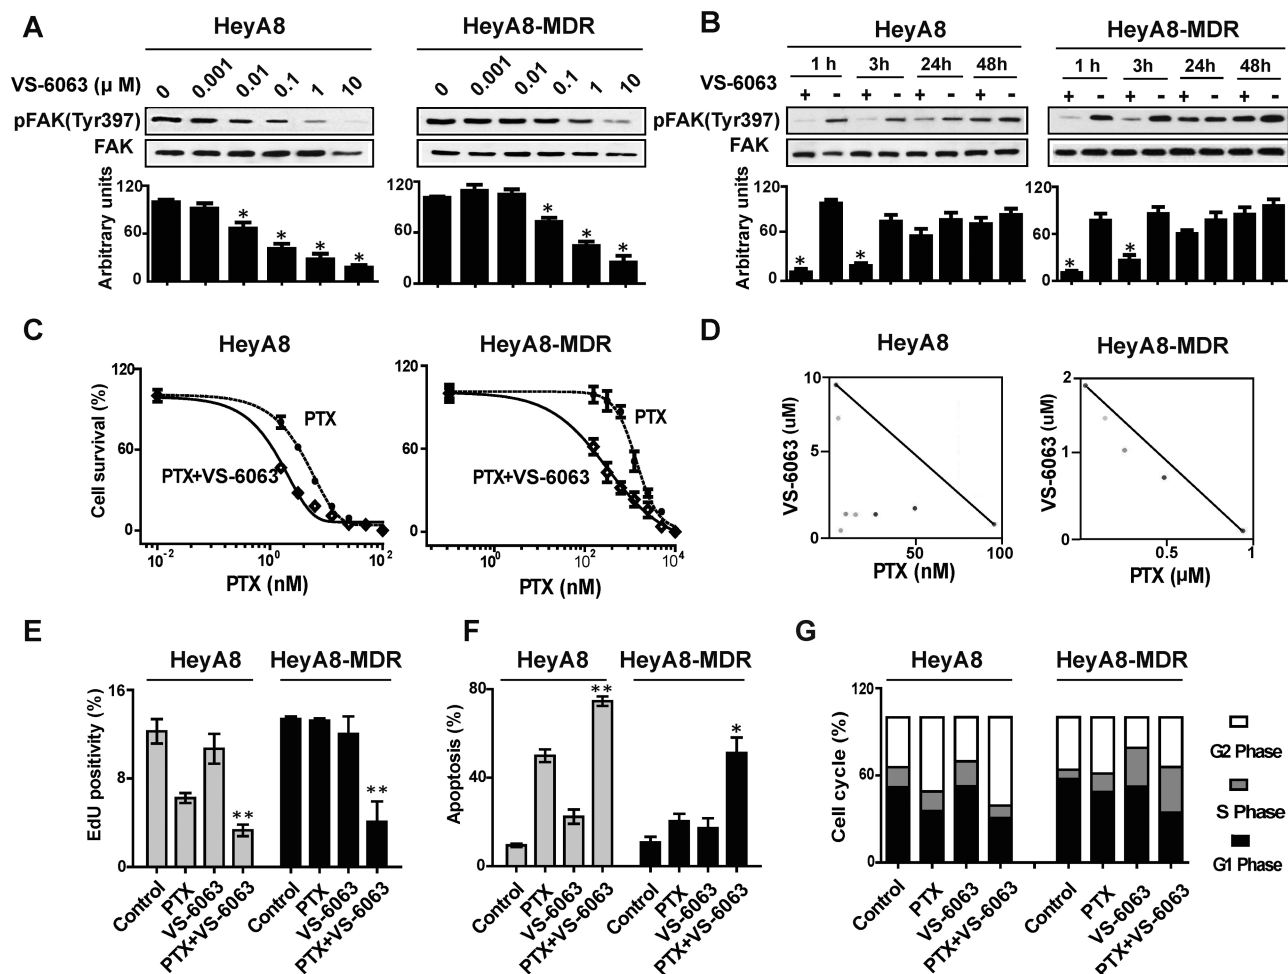 A
HeyA8
HeyA8-MDR
VS-6063 (μ M)
0 0.001 0.01 0.1 1 10
0 0.001 0.01 0.1 1 10
pFAK(Tyr397)
FAK
Arbitrary units
120
60
0
* * * *
120
60
0
* * *
B
HeyA8
HeyA8-MDR
1 h 3h 24h 48h
1 h 3h 24h 48h
VS-6063
+ - + - + - + -
+ - + - + - + -
pFAK(Tyr397)
FAK
Arbitrary units
120
60
0
* *
120
60
0
* *
C
HeyA8
HeyA8-MDR
Cell survival (%)
120
60
0
PTX
PTX+VS-6063
10-2 100 102
PTX (nM)
120
60
0
PTX
PTX+VS-6063
100 102 104
PTX (nM)
D
HeyA8
HeyA8-MDR
VS-6063 (uM)
10
5
0
50 100
PTX (nM)
VS-6063 (uM)
2
1
0
0.5 1
PTX (μM)
E
HeyA8
HeyA8-MDR
EdU positivity (%)
16
8
0
** **
Control PTX VS-6063 PTX+VS-6063
Control PTX VS-6063 PTX+VS-6063
F
HeyA8
HeyA8-MDR
Apoptosis (%)
80
40
0
** *
Control PTX VS-6063 PTX+VS-6063
Control PTX VS-6063 PTX+VS-6063
G
HeyA8
HeyA8-MDR
Cell cycle (%)
120
60
0
Control PTX VS-6063 PTX+VS-6063
Control PTX VS-6063 PTX+VS-6063
G2 Phase
S Phase
G1 Phase